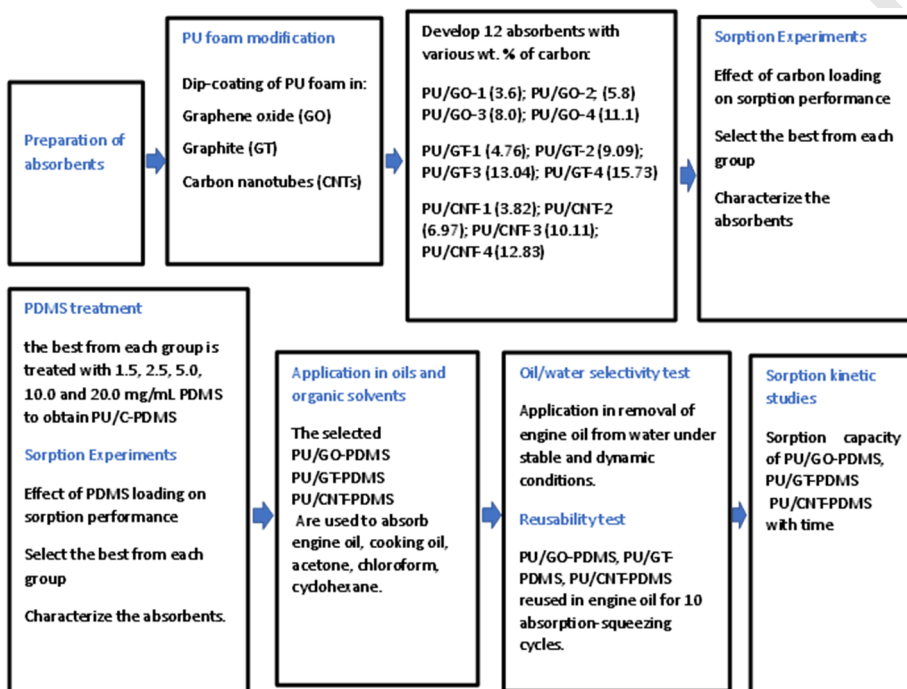 Preparation of
absorbents
PU foam modification
Dip-coating of PU foam in:
Graphene oxide (GO)
Graphite (GT)
Carbon nanotubes (CNTs)
Develop 12 absorbents with
various wt. % of carbon:
PU/GO-1 (3.6); PU/GO-2; (5.8)
PU/GO-3 (8.0); PU/GO-4 (11.1)
PU/GT-1 (4.76); PU/GT-2 (9.09);
PU/GT-3 (13.04); PU/GT-4 (15.73)
PU/CNT-1 (3.82); PU/CNT-2
(6.97); PU/CNT-3 (10.11);
PU/CNT-4 (12.83)
Sorption Experiments
Effect of carbon loading
on sorption performance
Select the best from each
group
Characterize the
absorbents
PDMS treatment
the best from each group is
treated with 1.5, 2.5, 5.0,
10.0 and 20.0 mg/mL PDMS
to obtain PU/C-PDMS
Sorption Experiments
Effect of PDMS loading on
sorption performance
Select the best from each
group
Characterize the absorbents.
Application in oils and
organic solvents
The selected
PU/GO-PDMS
PU/GT-PDMS
PU/CNT-PDMS
Are used to absorb
engine oil, cooking oil,
acetone, chloroform,
cyclohexane.
Oil/water selectivity test
Application in removal of
engine oil from water under
stable and dynamic
conditions.
Reusability test
PU/GO-PDMS, PU/GT-
PDMS, PU/CNT-PDMS
reused in engine oil for 10
absorption-squeezing
cycles.
Sorption kinetic
studies
Sorption capacity
of PU/GO-PDMS,
PU/GT-PDMS
PU/CNT-PDMS
with time